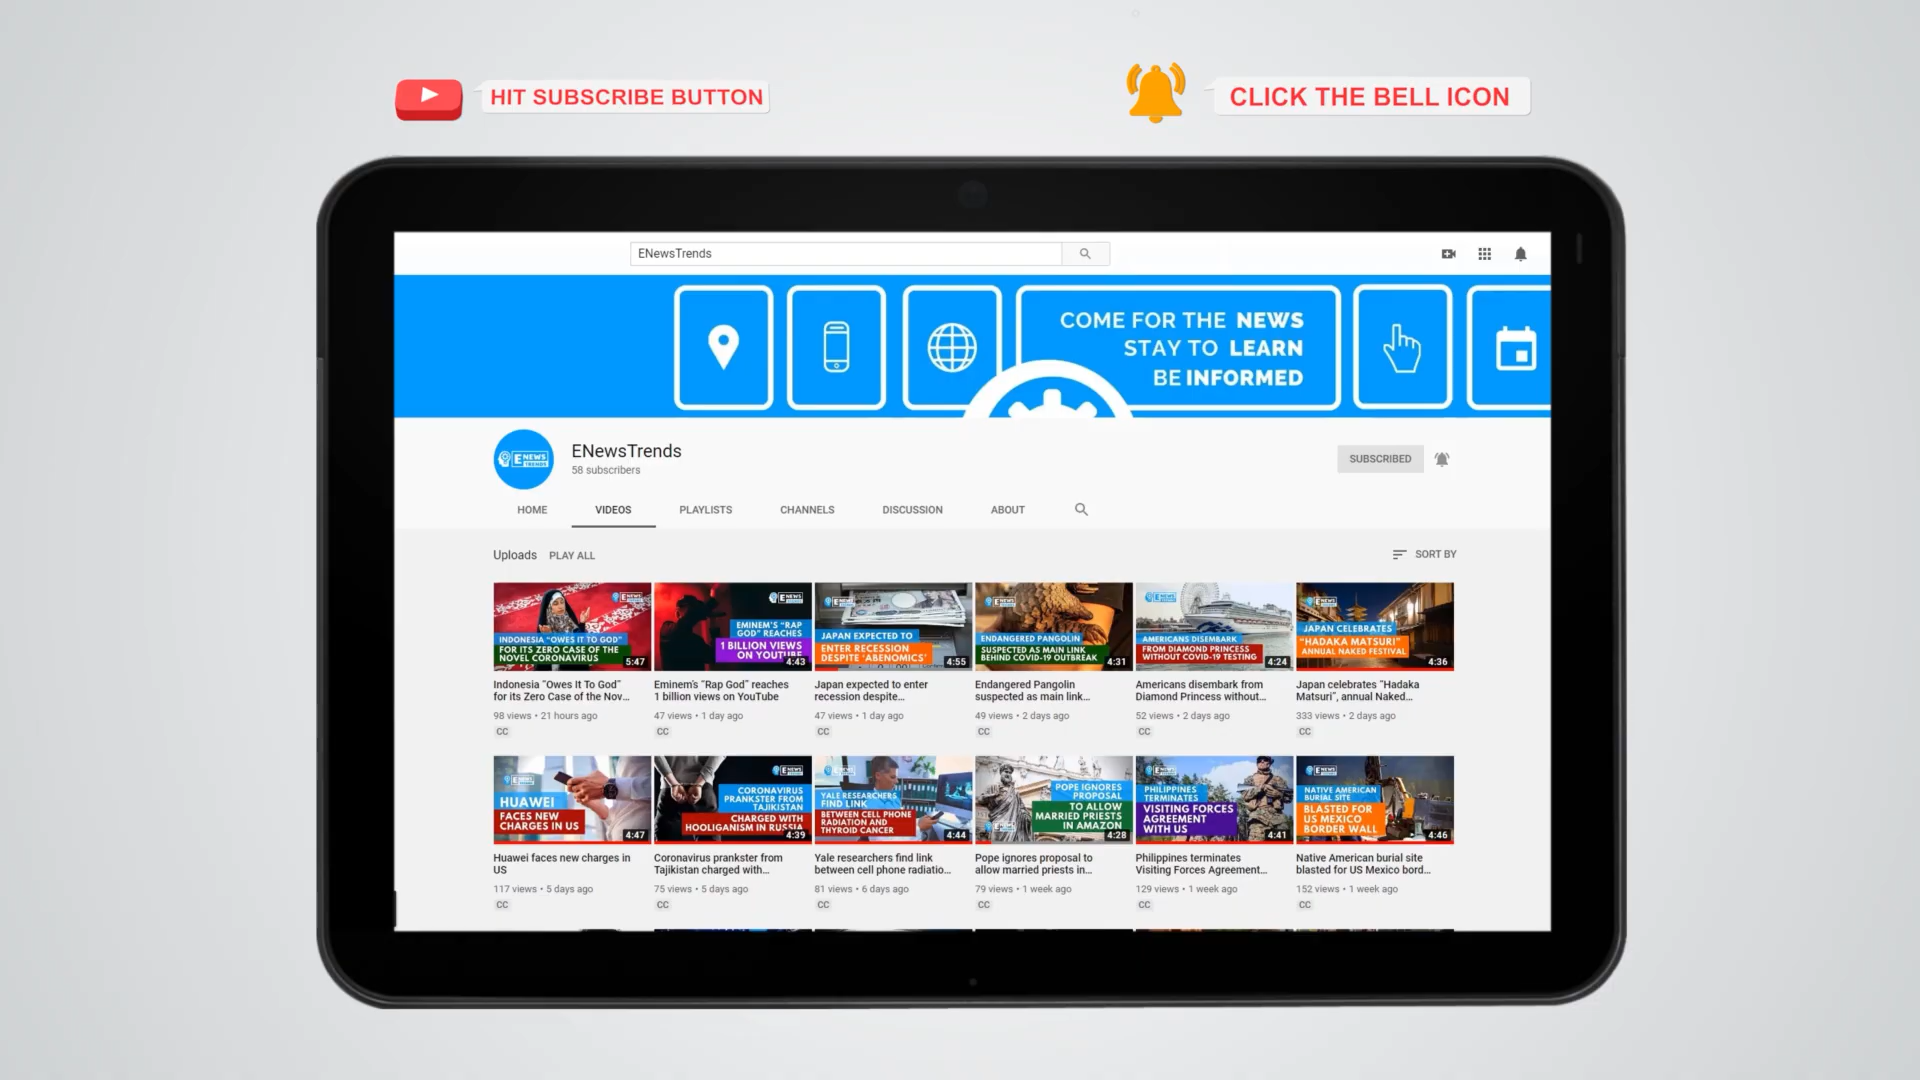 HIT SUBSCRIBE BUTTON
CLICK THE BELL ICON
ENewsTrends
COME FOR THE NEWS
STAY TO LEARN
BE INFORMED
E NEWS
TRENDS
ENewsTrends
58 subscribers
SUBSCRIBED
HOME VIDEOS PLAYLISTS CHANNELS DISCUSSION ABOUT
Uploads PLAY ALL
SORT BY
INDONESIA "OWES IT TO GOD"
FOR ITS ZERO CASE OF THE
NOVEL CORONAVIRUS
5:47
Indonesia "Owes It To God"
for its Zero Case of the Nov...
98 views • 21 hours ago
CC
EMINEM'S "RAP
GOD" REACHES
1 BILLION VIEWS
ON YOUTUBE
4:43
Eminem's "Rap God" reaches
1 billion views on YouTube
47 views • 1 day ago
CC
JAPAN EXPECTED TO
ENTER RECESSION
DESPITE 'ABENOMICS'
4:55
Japan expected to enter
recession despite...
47 views • 1 day ago
CC
ENDANGERED PANGOLIN
SUSPECTED AS MAIN LINK
BEHIND COVID-19 OUTBREAK
4:31
Endangered Pangolin
suspected as main link...
49 views • 2 days ago
CC
AMERICANS DISEMBARK
FROM DIAMOND PRINCESS
WITHOUT COVID-19 TESTING
4:24
Americans disembark from
Diamond Princess without...
52 views • 2 days ago
CC
JAPAN CELEBRATES
"HADAKA MATSURI"
ANNUAL NAKED FESTIVAL
4:36
Japan celebrates "Hadaka
Matsuri", annual Naked...
333 views • 2 days ago
CC
HUAWEI
FACES NEW
CHARGES IN US
4:47
Huawei faces new charges in
US
117 views • 5 days ago
CC
CORONAVIRUS
PRANKSTER FROM
TAJIKISTAN
CHARGED WITH
HOOLIGANISM IN RUSSIA
4:39
Coronavirus prankster from
Tajikistan charged with...
75 views • 5 days ago
CC
YALE RESEARCHERS
FIND LINK
BETWEEN CELL PHONE
RADIATION AND
THYROID CANCER
4:44
Yale researchers find link
between cell phone radiatio...
81 views • 6 days ago
CC
POPE IGNORES
PROPOSAL
TO ALLOW
MARRIED PRIESTS
IN AMAZON
4:28
Pope ignores proposal to
allow married priests in...
79 views • 1 week ago
CC
PHILIPPINES
TERMINATES
VISITING FORCES
AGREEMENT
WITH US
4:41
Philippines terminates
Visiting Forces Agreement...
129 views • 1 week ago
CC
NATIVE AMERICAN
BURIAL SITE
BLASTED FOR
US MEXICO
BORDER WALL
4:46
Native American burial site
blasted for US Mexico bord...
152 views • 1 week ago
CC